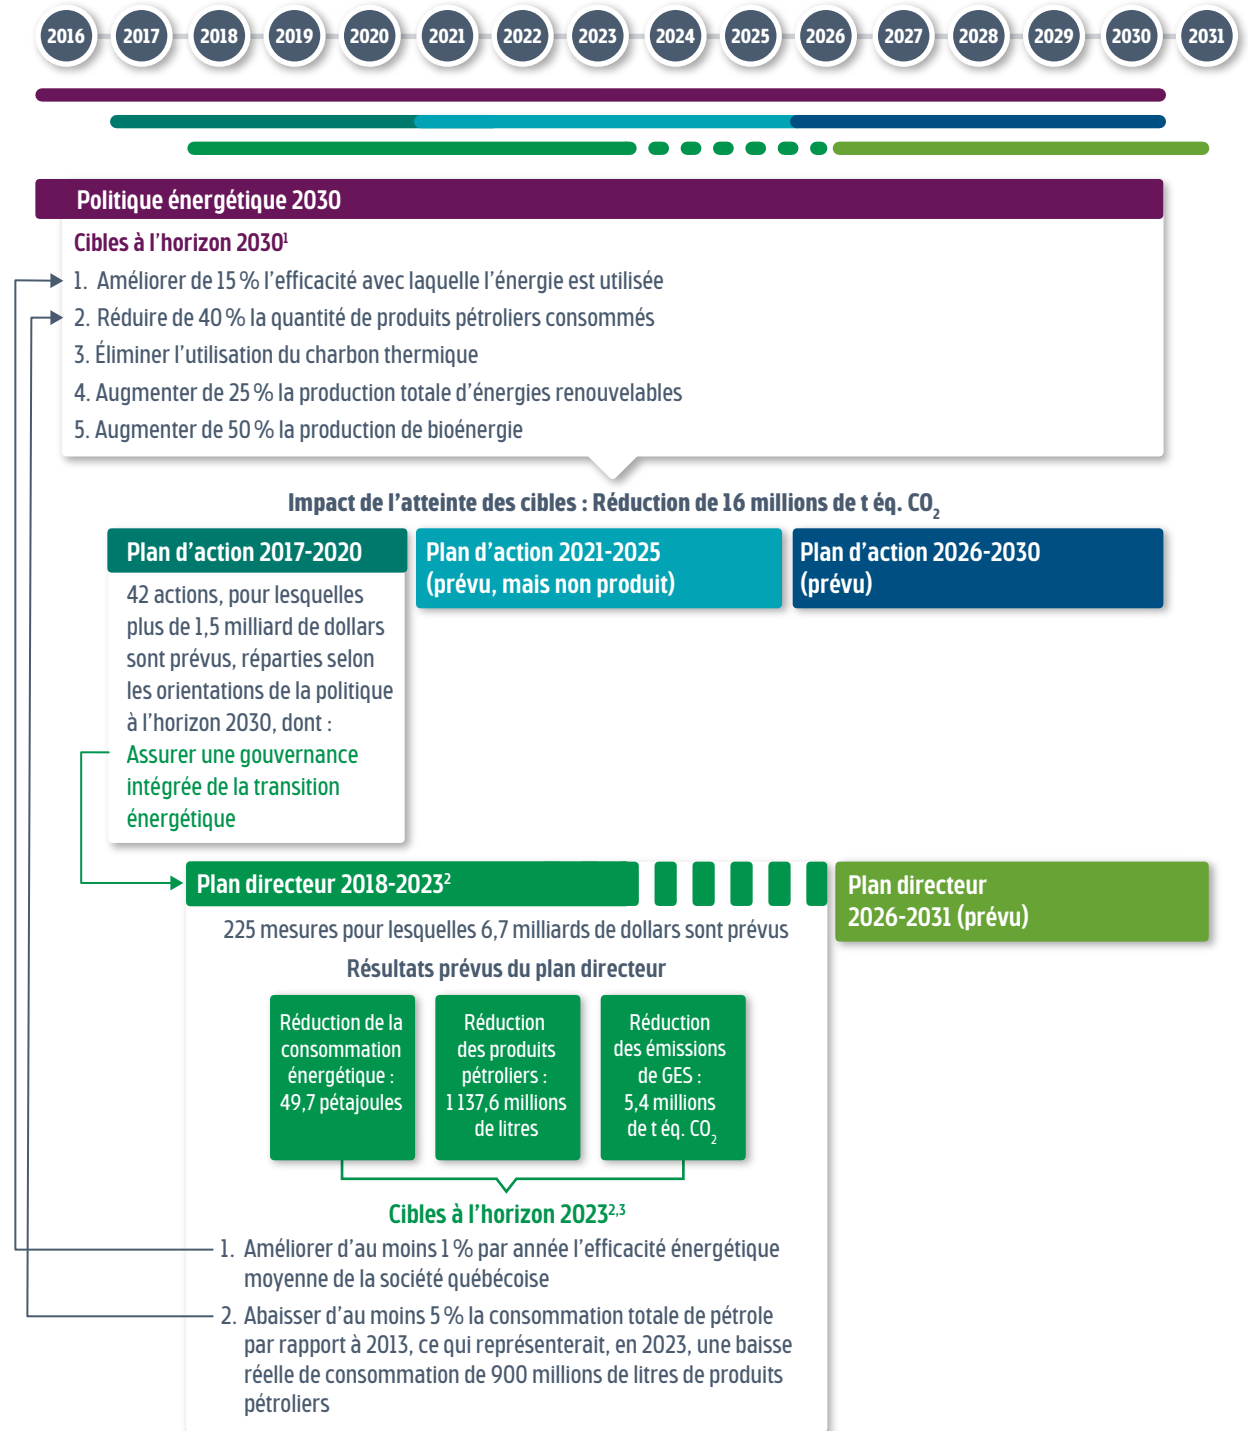 2016 2017 2018 2019 2020 2021 2022 2023 2024 2025 2026 2027 2028 2029 2030 2031
Politique énergétique 2030
Cibles à l'horizon 2030¹
1. Améliorer de 15 % l'efficacité avec laquelle l'énergie est utilisée
2. Réduire de 40 % la quantité de produits pétroliers consommés
3. Éliminer l'utilisation du charbon thermique
4. Augmenter de 25 % la production totale d'énergies renouvelables
5. Augmenter de 50 % la production de bioénergie
Impact de l'atteinte des cibles : Réduction de 16 millions de t éq. CO₂
Plan d'action 2017-2020
42 actions, pour lesquelles
plus de 1,5 milliard de dollars
sont prévus, réparties selon
les orientations de la politique
à l'horizon 2030, dont :
Assurer une gouvernance
intégrée de la transition
énergétique
Plan d'action 2021-2025
(prévu, mais non produit)
Plan d'action 2026-2030
(prévu)
Plan directeur 2018-2023²
225 mesures pour lesquelles 6,7 milliards de dollars sont prévus
Résultats prévus du plan directeur
Réduction de la
consommation
énergétique :
49,7 pétajoules
Réduction
des produits
pétroliers :
1 137,6 millions
de litres
Réduction
des émissions
de GES :
5,4 millions
de t éq. CO₂
Cibles à l'horizon 2023²,³
1. Améliorer d'au moins 1 % par année l'efficacité énergétique
moyenne de la société québécoise
2. Abaisser d'au moins 5 % la consommation totale de pétrole
par rapport à 2013, ce qui représenterait, en 2023, une baisse
réelle de consommation de 900 millions de litres de produits
pétroliers
Plan directeur
2026-2031 (prévu)